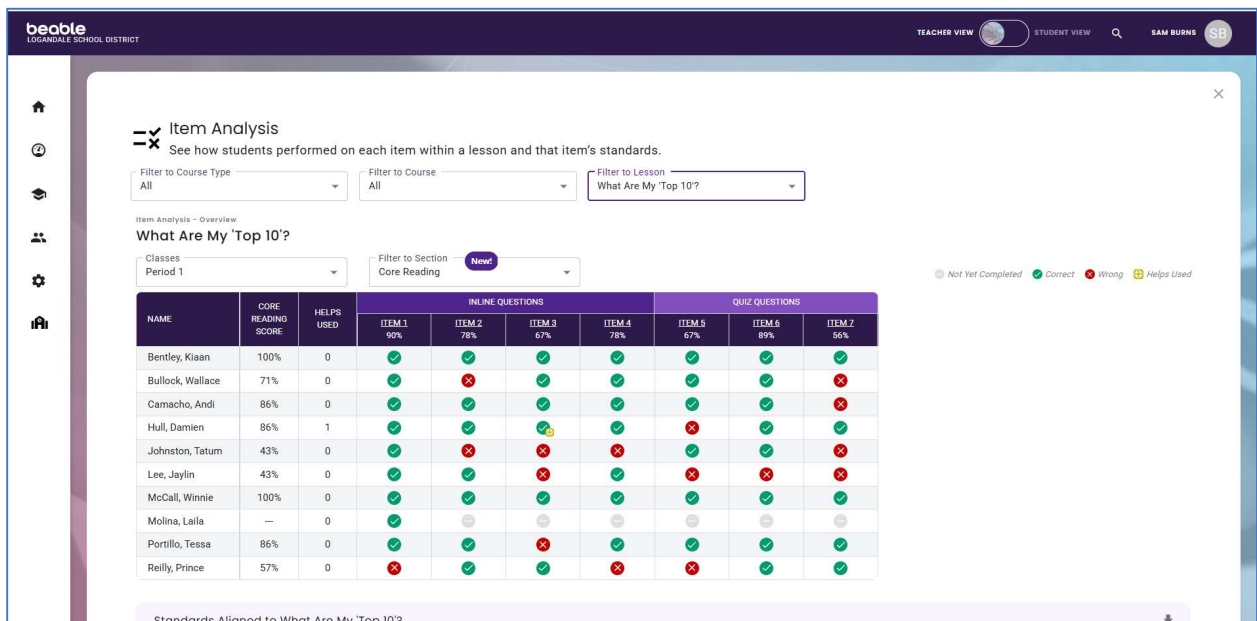 beable
LOGANDALE SCHOOL DISTRICT
TEACHER VIEW STUDENT VIEW SAM BURNS SB
Item Analysis
See how students performed on each item within a lesson and that item's standards.
Filter to Course Type Filter to Course Filter to Lesson
All All What Are My 'Top 10'?
Item Analysis - Overview
What Are My 'Top 10'?
Classes Filter to Section New!
Period 1 Core Reading
Not Yet Completed Correct Wrong Helps Used
NAME CORE READING SCORE HELPS USED INLINE QUESTIONS QUIZ QUESTIONS
ITEM 1 ITEM 2 ITEM 3 ITEM 4 ITEM 5 ITEM 6 ITEM 7
90% 78% 67% 78% 67% 89% 56%
Bentley, Kiaan 100% 0
Bullock, Wallace 71% 0
Camacho, Andi 86% 0
Hull, Damien 86% 1
Johnston, Tatum 43% 0
Lee, Jaylin 43% 0
McCall, Winnie 100% 0
Molina, Laila --- 0
Portillo, Tessa 86% 0
Reilly, Prince 57% 0
Standards Aligned to What Are My 'Top 10'?